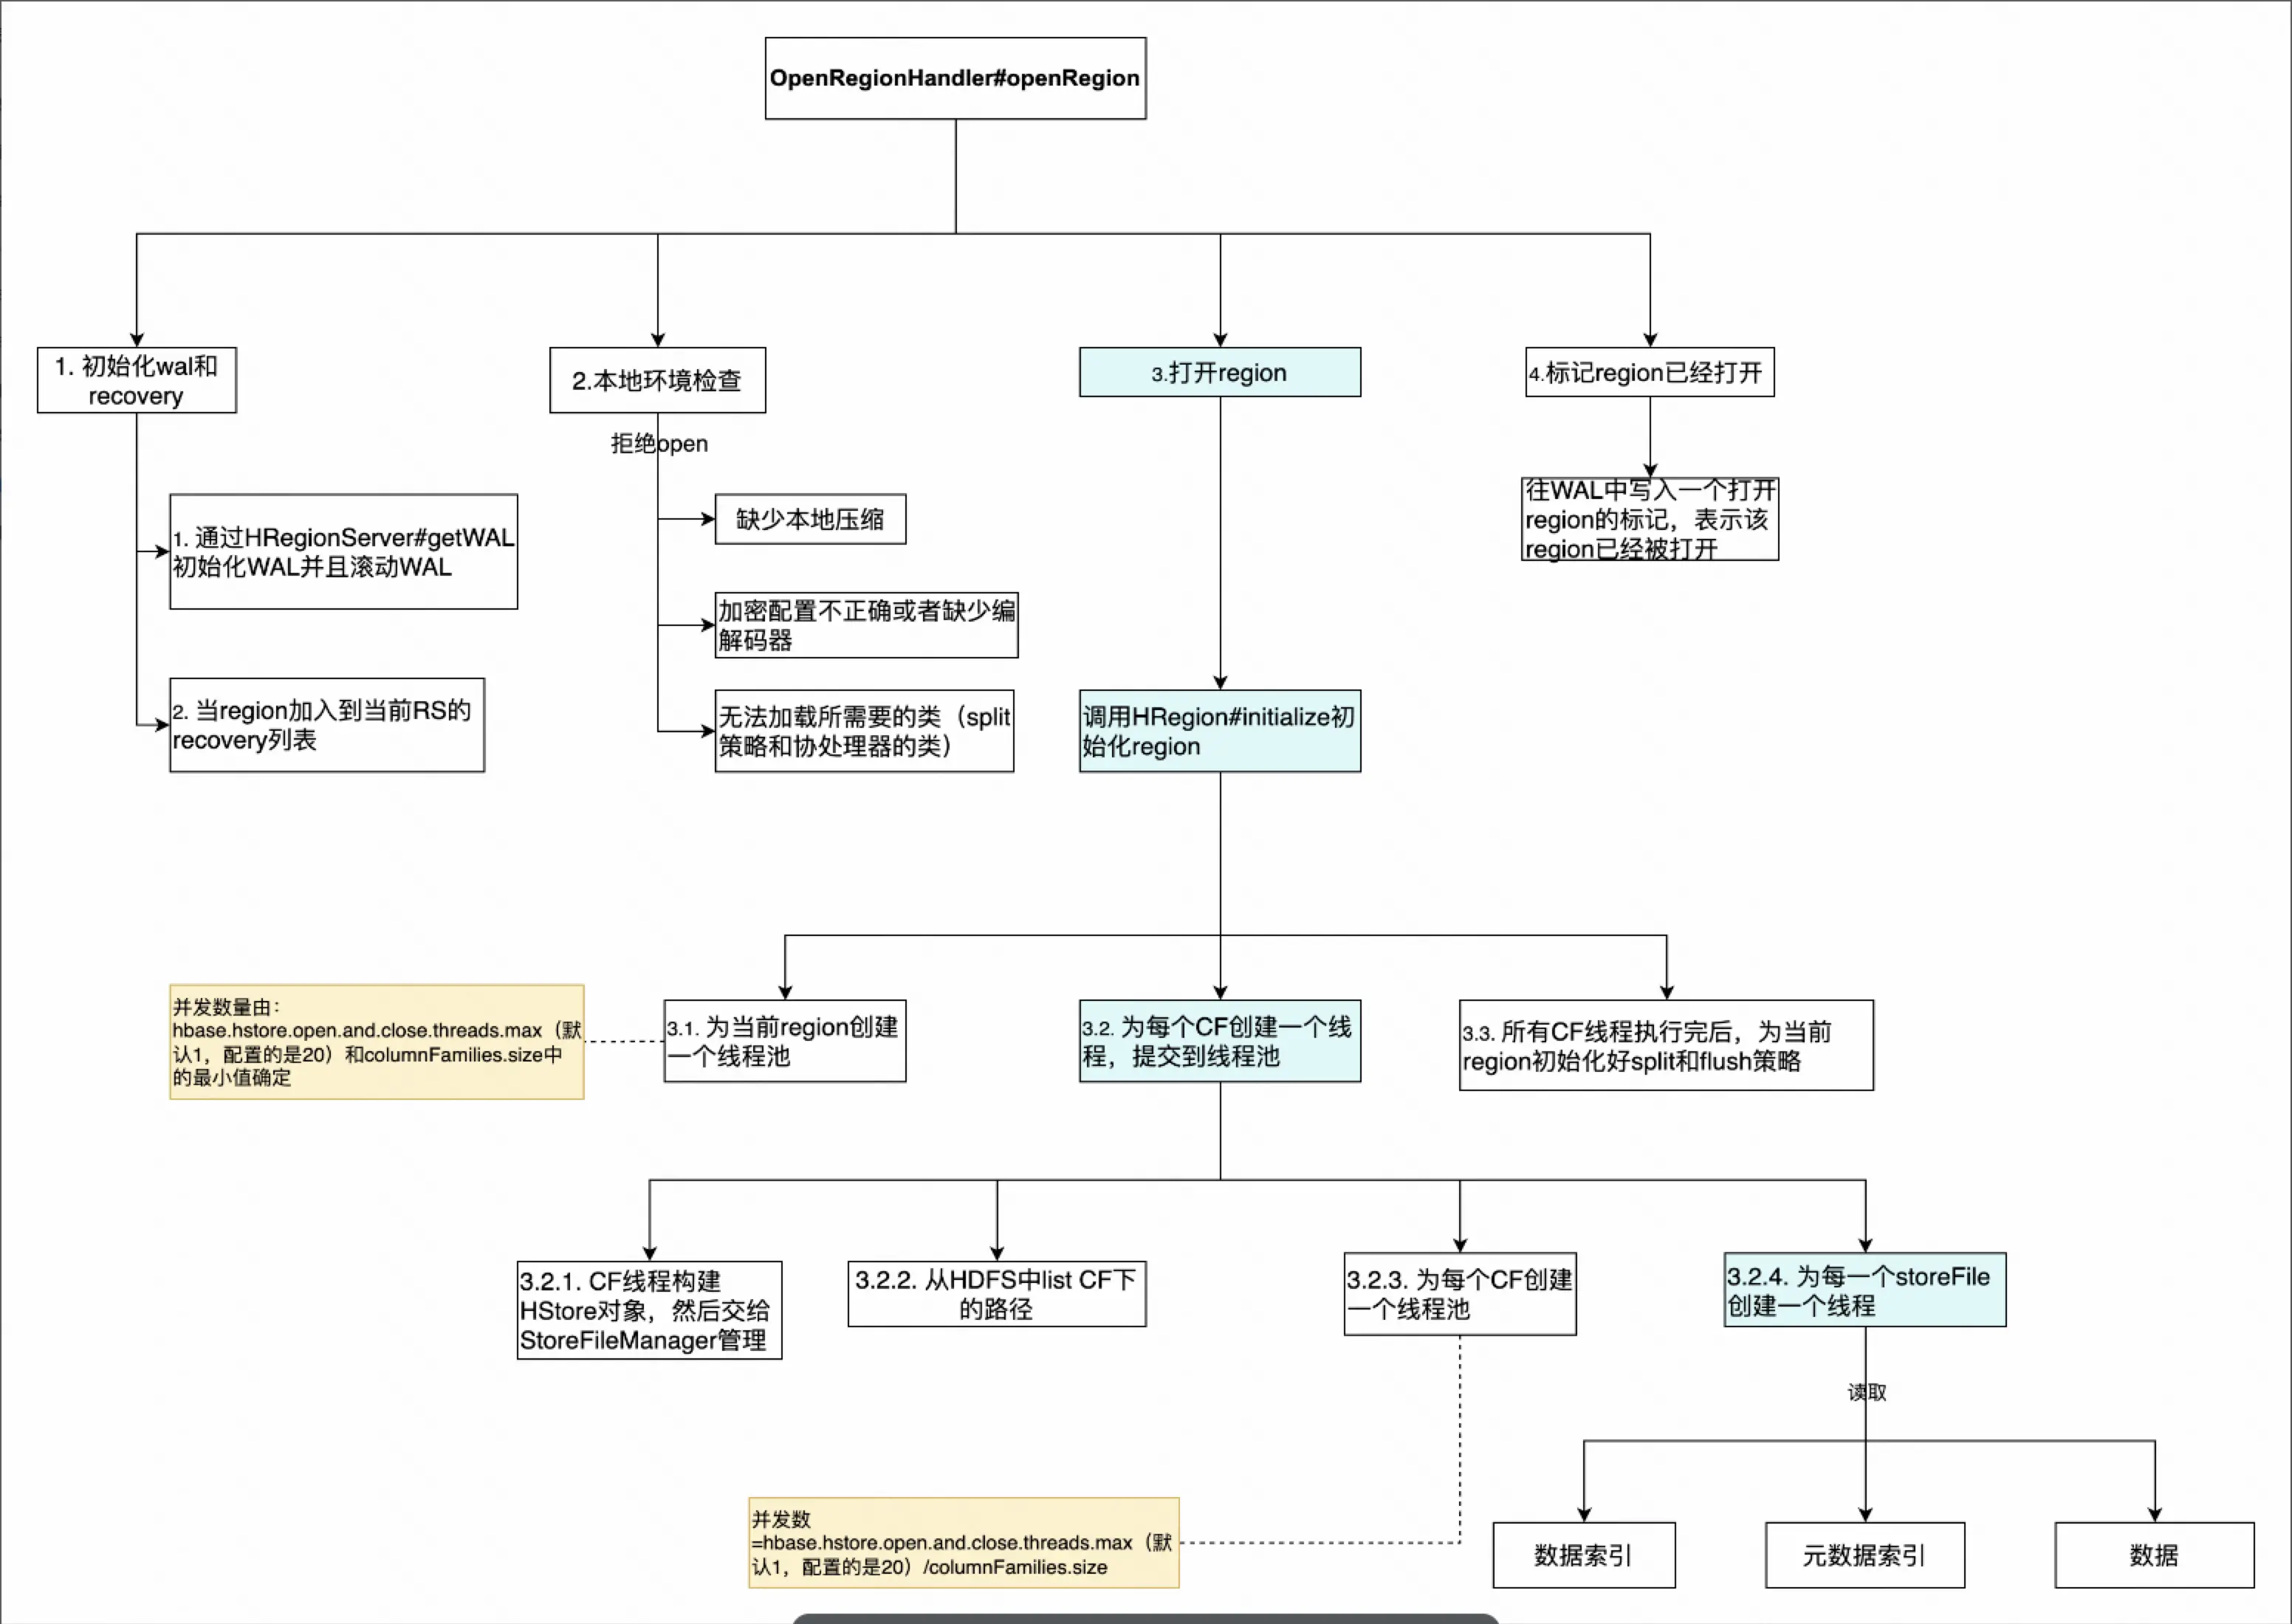 OpenRegionHandler#openRegion
1. 初始化wal和
recovery
2.本地环境检查
3.打开region
4.标记region已经打开
拒绝open
1. 通过HRegionServer#getWAL
初始化WAL并且滚动WAL
2. 当region加入到当前RS的
recovery列表
缺少本地压缩
加密配置不正确或者缺少编
解码器
无法加载所需要的类（split
策略和协处理器的类）
调用HRegion#initialize初
始化region
往WAL中写入一个打开
region的标记，表示该
region已经被打开
并发数量由：
hbase.hstore.open.and.close.threads.max（默
认1，配置的是20）和columnFamilies.size中
的最小值确定
3.1. 为当前region创建
一个线程池
3.2. 为每个CF创建一个线
程，提交到线程池
3.3. 所有CF线程执行完后，为当前
region初始化好split和flush策略
3.2.1. CF线程构建
HStore对象，然后交给
StoreFileManager管理
3.2.2. 从HDFS中list CF下
的路径
3.2.3. 为每个CF创建
一个线程池
3.2.4. 为每一个storeFile
创建一个线程
读取
并发数
=hbase.hstore.open.and.close.threads.max（默
认1，配置的是20）/columnFamilies.size
数据索引
元数据索引
数据